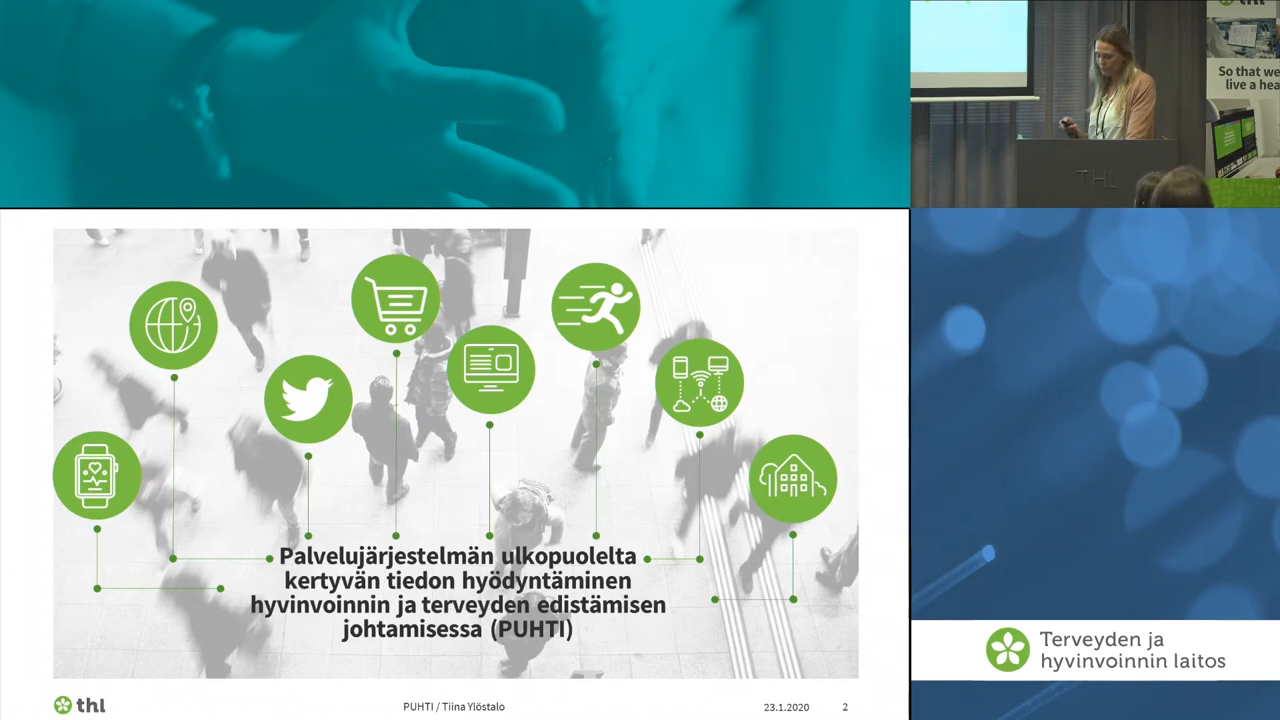 thl
So that we
live a hea
THL
Palvelujärjestelmän ulkopuolelta
kertyvän tiedon hyödyntäminen
hyvinvoinnin ja terveyden edistämisen
johtamisessa (PUHTI)
Terveyden ja
hyvinvoinnin laitos
thl
PUHTI / Tiina Ylöstalo
23.1.2020
2